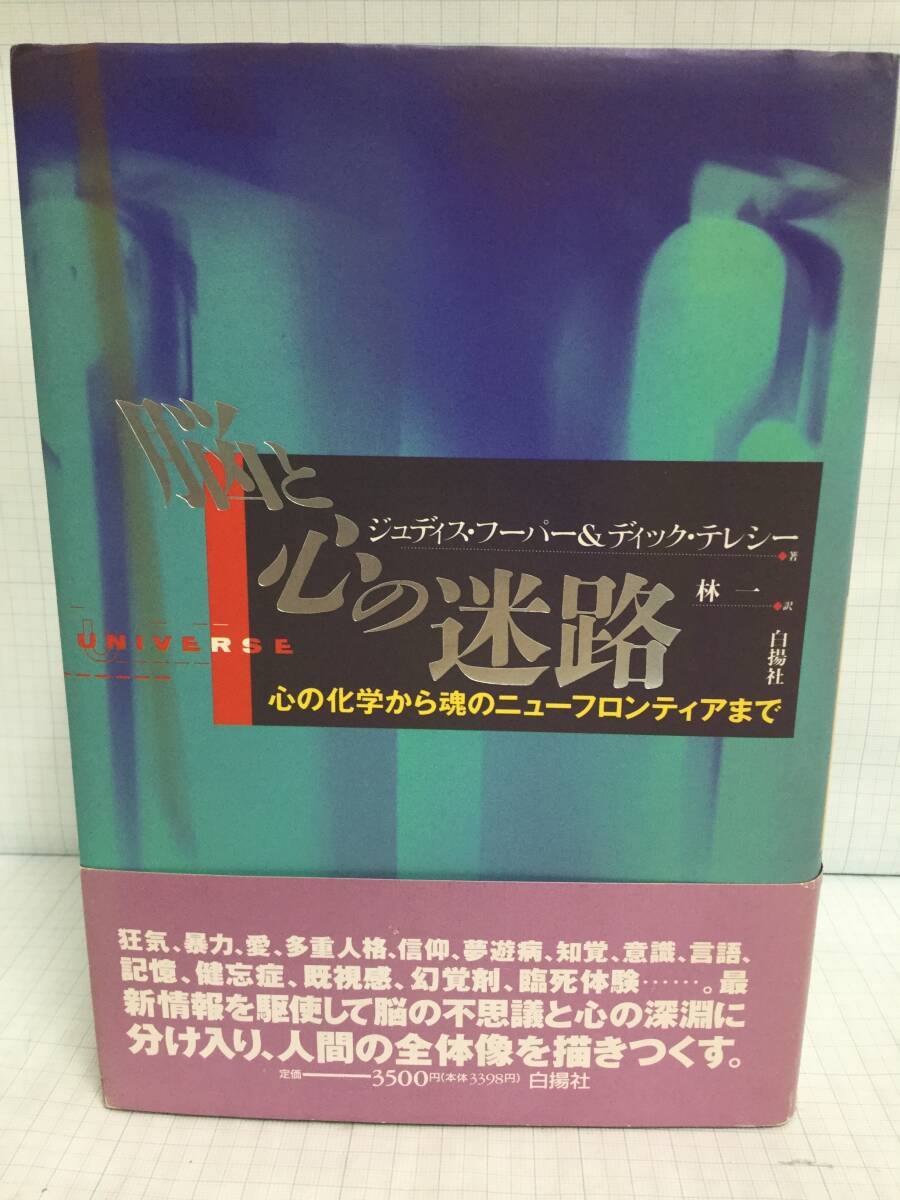 脳と
心の迷路
ジュディス・フーパー&ディック・テレシー 著
林 一 訳
白揚社
UNIVERSE
心の化学から魂のニューフロンティアまで
狂気、暴力、愛、多重人格、信仰、夢遊病、知覚、意識、言語、
記憶、健忘症、既視感、幻覚剤、臨死体験……。最
新情報を駆使して脳の不思議と心の深淵に
分け入り、人間の全体像を描きつくす。
定価――3500円(本体3398円) 白揚社